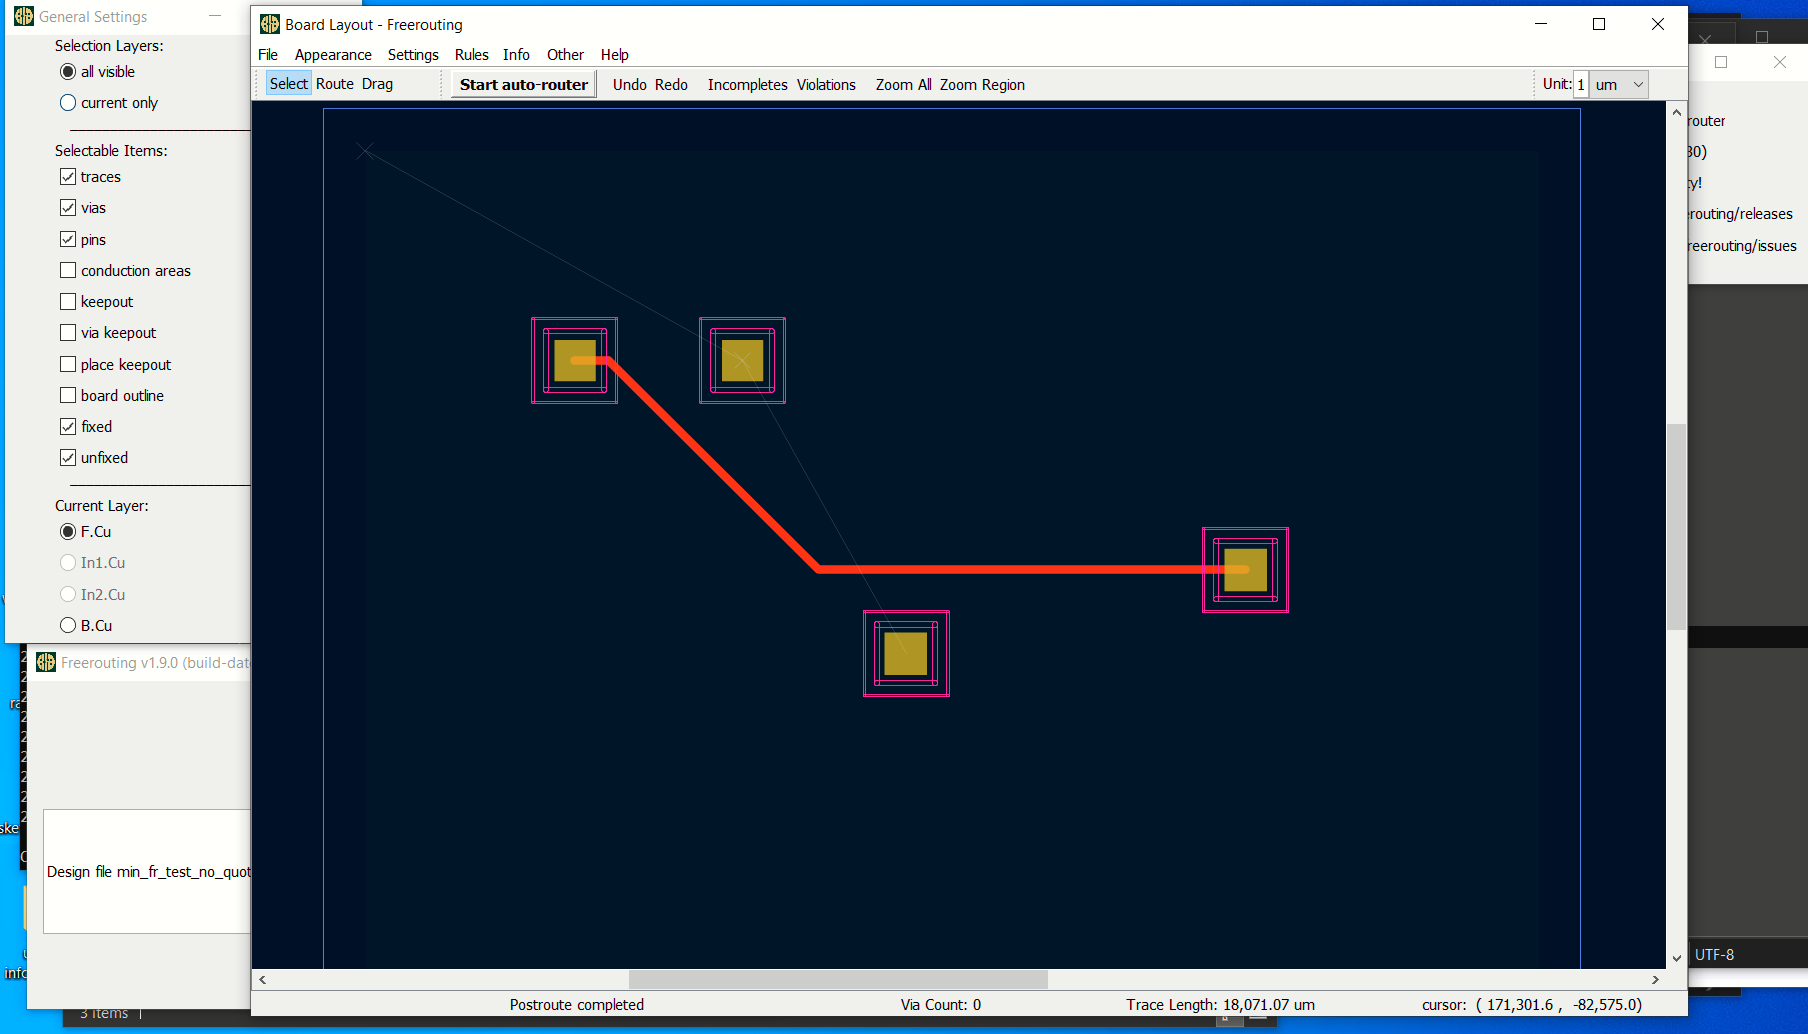 General Settings
Selection Layers:
all visible
current only
Selectable Items:
traces
vias
pins
conduction areas
keepout
via keepout
place keepout
board outline
fixed
unfixed
Current Layer:
F.Cu
In1.Cu
In2.Cu
B.Cu
Freerouting v1.9.0 (build-dat
Design file min_fr_test_no_quot
3 items
Board Layout - Freerouting
File Appearance Settings Rules Info Other Help
Select Route Drag Start auto-router Undo Redo Incompletes Violations Zoom All Zoom Region Unit: 1 um
Postroute completed Via Count: 0 Trace Length: 18,071.07 um cursor: ( 171,301.6 , -82,575.0)
router
30)
ty!
erouting/releases
reerouting/issues
UTF-8